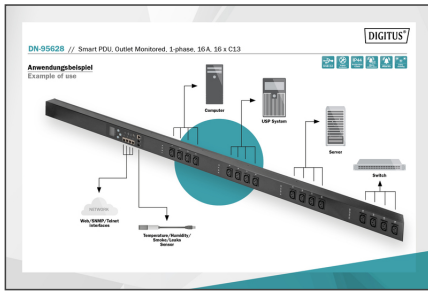 DIGITUS
DN-95628 // Smart PDU, Outlet Monitored, 1-phase, 16 A, 16 x C13
Anwendungsbeispiel
Example of use
Computer
USP System
Server
Switch
NETWORK
Web/SNMP/Telnet
Interfaces
Temperature/Humidity/
Smoke/Leaks
Sensor